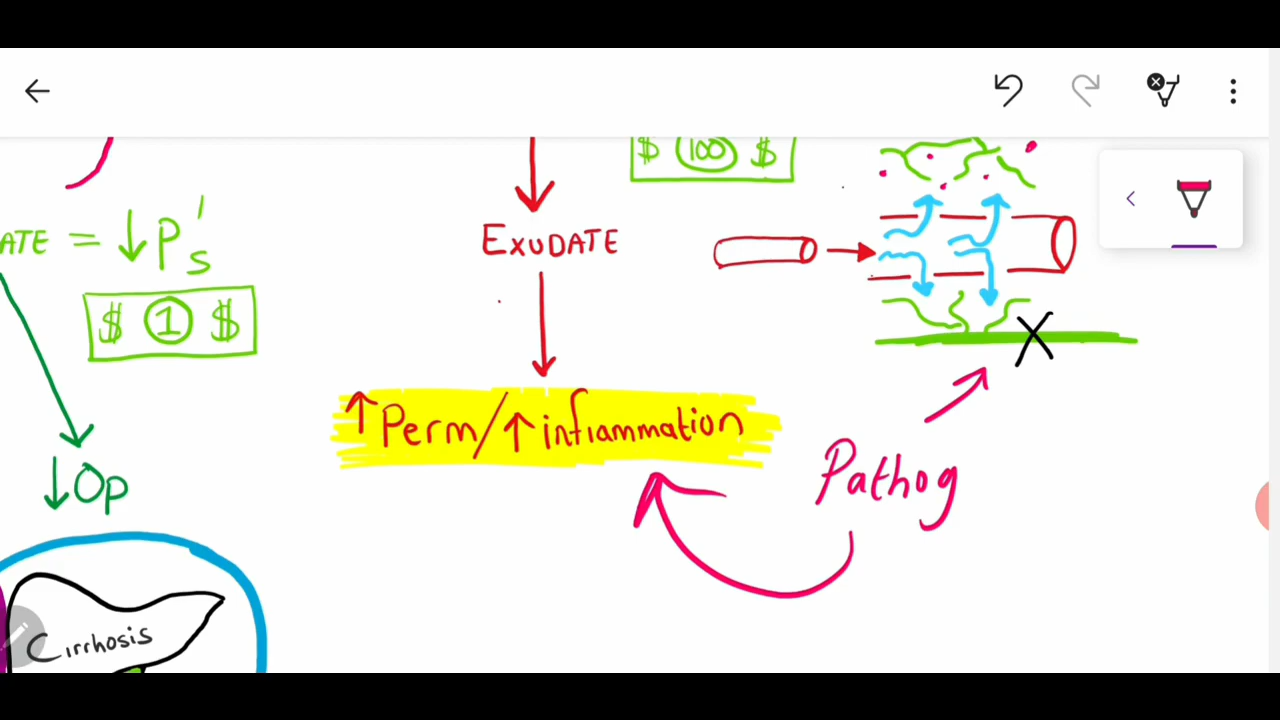 $ 100 $
ATE = ↓P's
EXUDATE
$ 1 $
↑Perm/↑inflammation
↓Op
Pathog
Cirrhosis